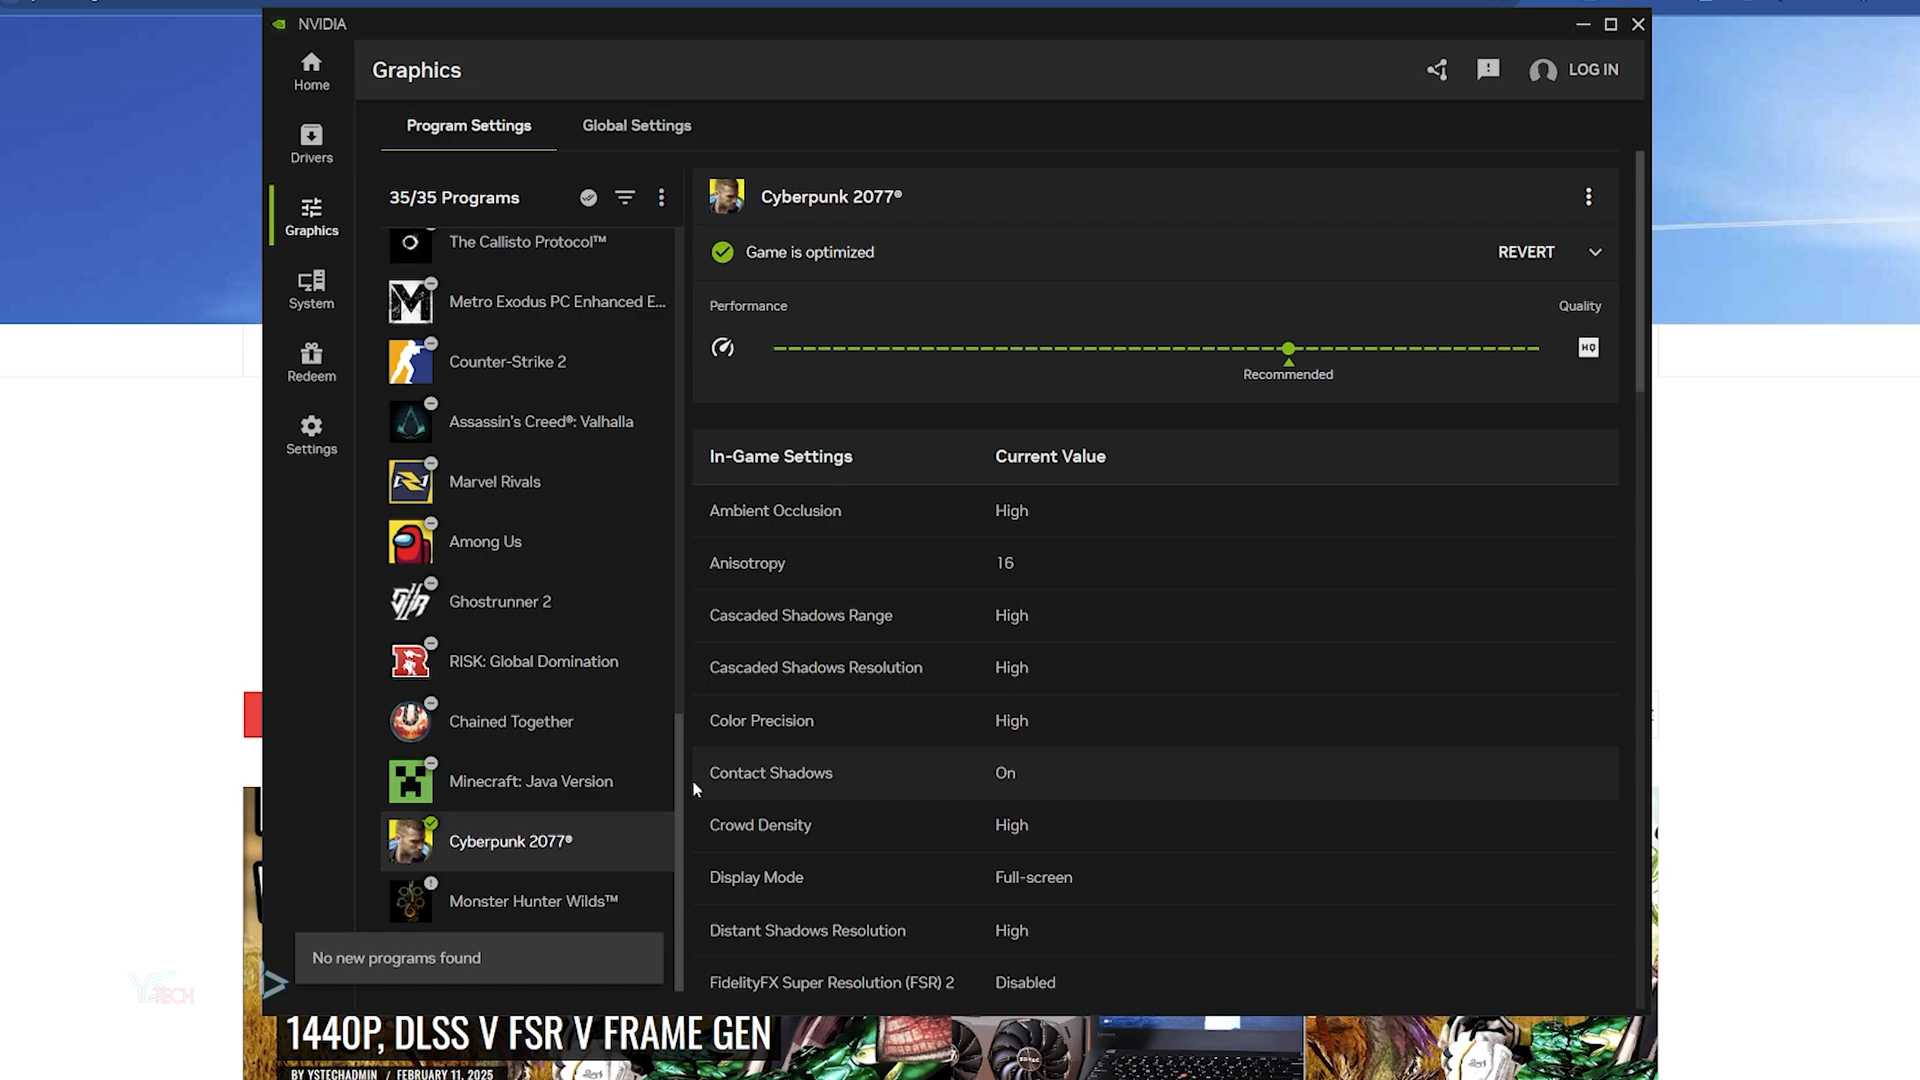 NVIDIA
Home
Drivers
Graphics
System
Redeem
Settings
Graphics
LOG IN
Program Settings
Global Settings
35/35 Programs
The Callisto Protocol™
Metro Exodus PC Enhanced E...
Counter-Strike 2
Assassin's Creed®: Valhalla
Marvel Rivals
Among Us
Ghostrunner 2
RISK: Global Domination
Chained Together
Minecraft: Java Version
Cyberpunk 2077®
Monster Hunter Wilds™
No new programs found
Cyberpunk 2077®
Game is optimized
REVERT
Performance
Quality
HQ
Recommended
In-Game Settings Current Value
Ambient Occlusion High
Anisotropy 16
Cascaded Shadows Range High
Cascaded Shadows Resolution High
Color Precision High
Contact Shadows On
Crowd Density High
Display Mode Full-screen
Distant Shadows Resolution High
FidelityFX Super Resolution (FSR) 2 Disabled
YSTECH
1440P, DLSS V FSR V FRAME GEN
BY YSTECHADMIN / FEBRUARY 11, 2025
ZOTAC